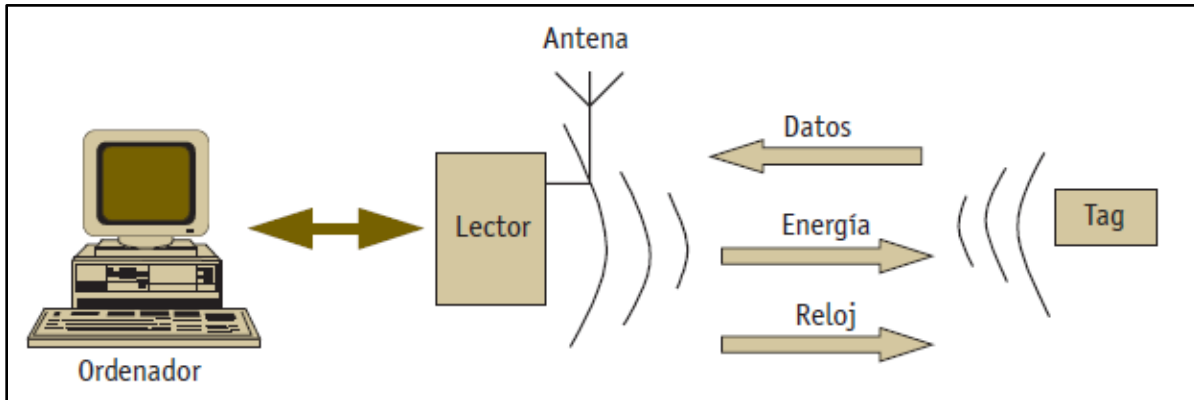 Antena
Datos
Lector
Energía
Tag
Reloj
Ordenador